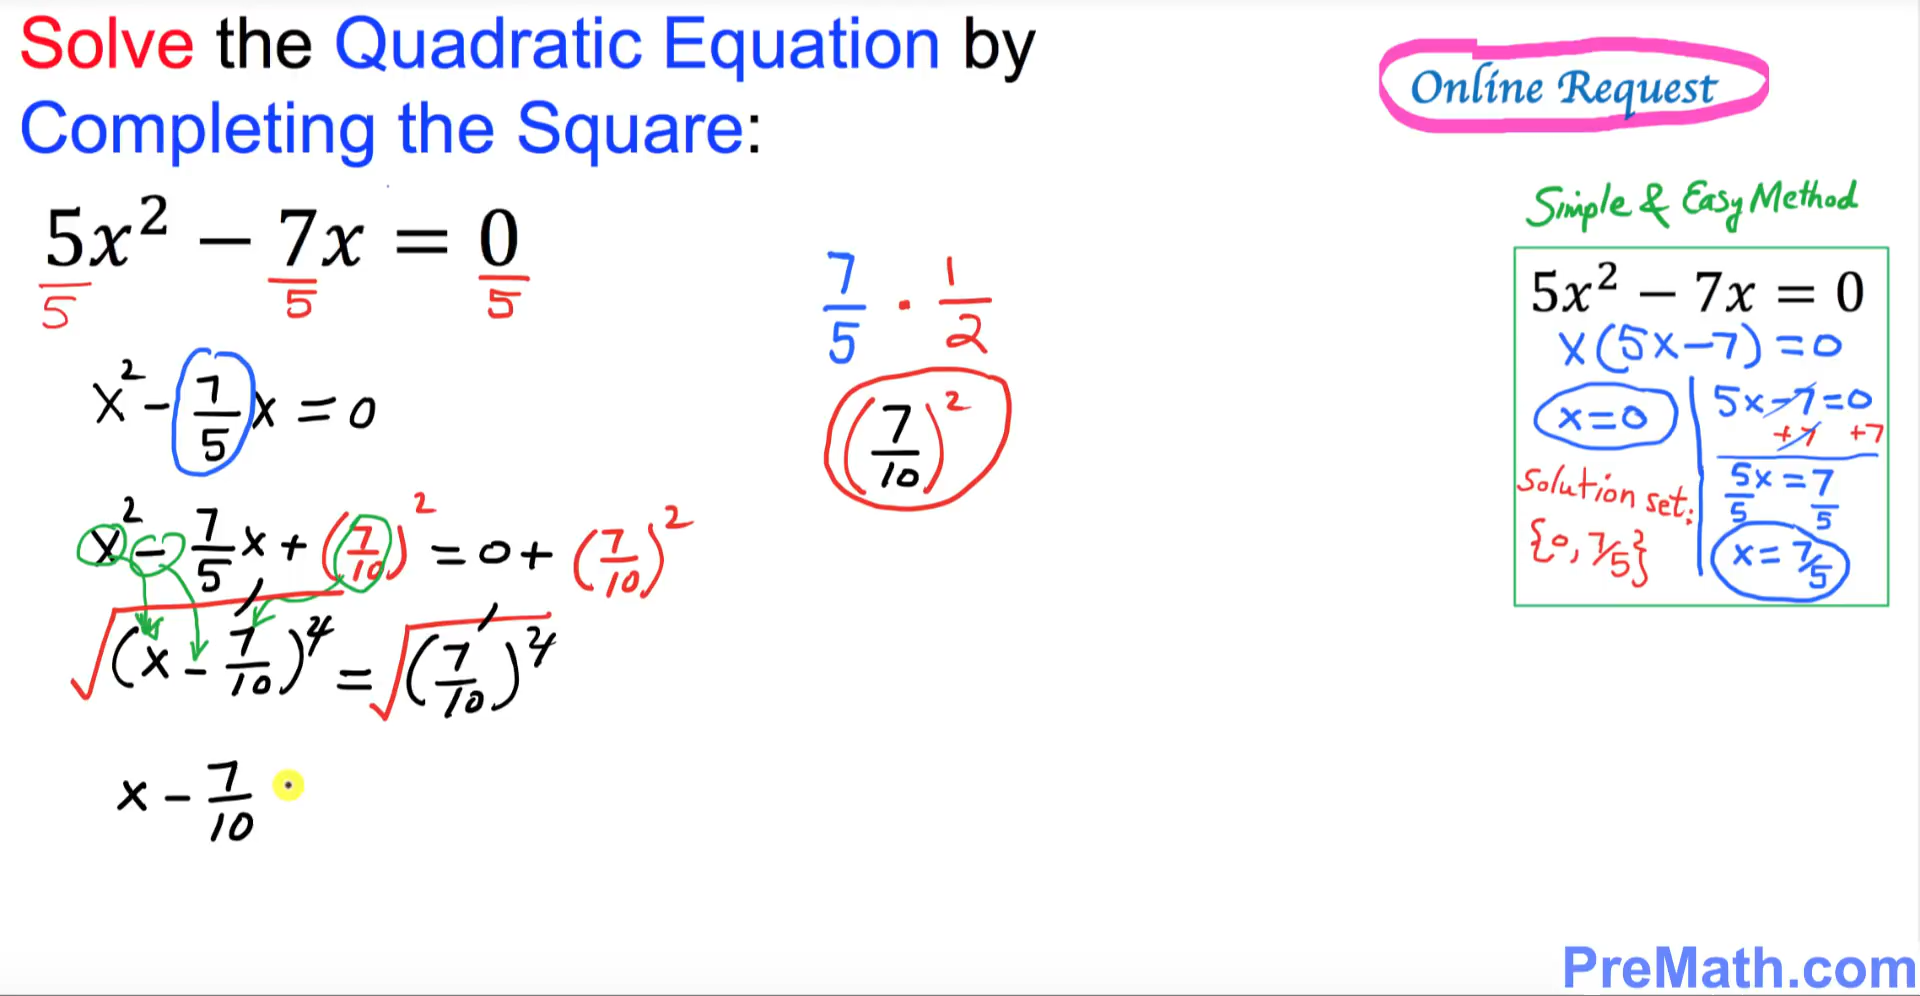 Solve the Quadratic Equation by
Completing the Square:
Online Request
5x² − 7x = 0
5 5 5
x² - 7/5 x = 0
x² - 7/5 x + (7/10)² = 0 + (7/10)²
√(x - 7/10)² = √(7/10)²
x - 7/10
7/5 · 1/2
(7/10)²
Simple & Easy Method
5x² − 7x = 0
x(5x-7) = 0
x=0
5x-7=0
+7 +7
5x = 7
5 5
x = 7/5
Solution set:
{0, 7/5}
PreMath.com